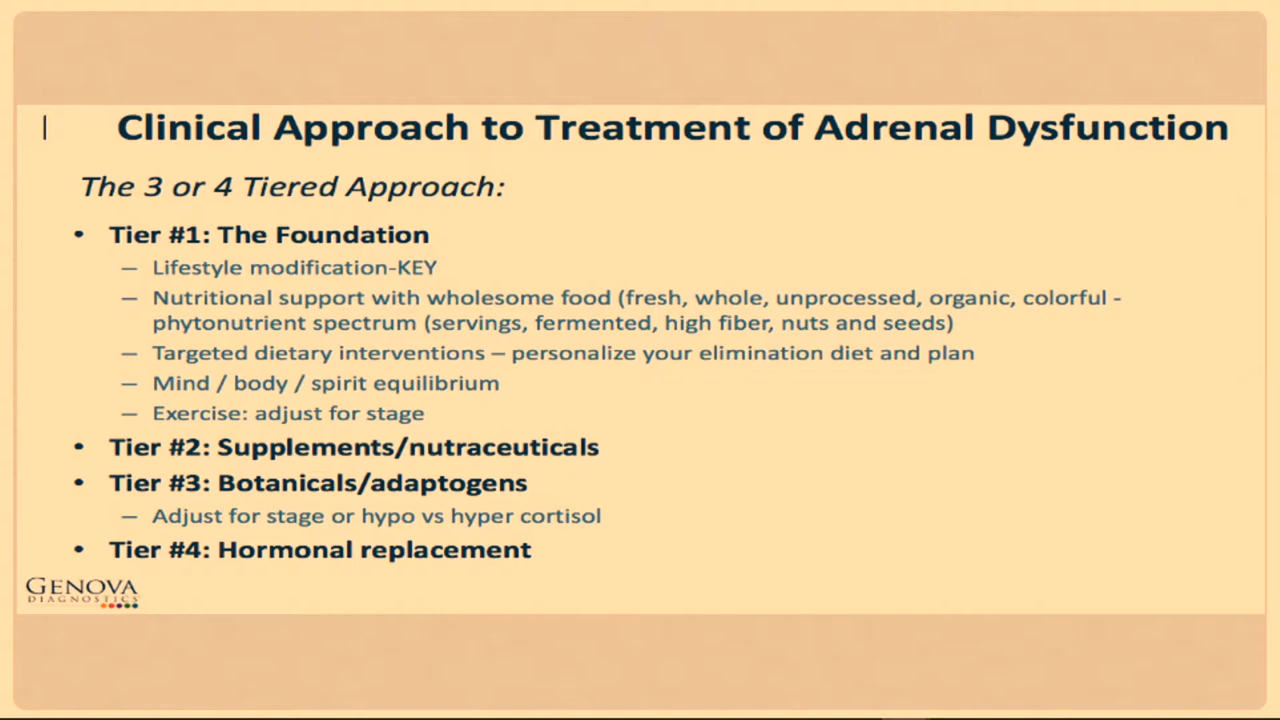 Clinical Approach to Treatment of Adrenal Dysfunction
The 3 or 4 Tiered Approach:
• Tier #1: The Foundation
– Lifestyle modification-KEY
– Nutritional support with wholesome food (fresh, whole, unprocessed, organic, colorful -
phytonutrient spectrum (servings, fermented, high fiber, nuts and seeds)
– Targeted dietary interventions – personalize your elimination diet and plan
– Mind / body / spirit equilibrium
– Exercise: adjust for stage
• Tier #2: Supplements/nutraceuticals
• Tier #3: Botanicals/adaptogens
– Adjust for stage or hypo vs hyper cortisol
• Tier #4: Hormonal replacement
GENOVA
DIAGNOSTICS